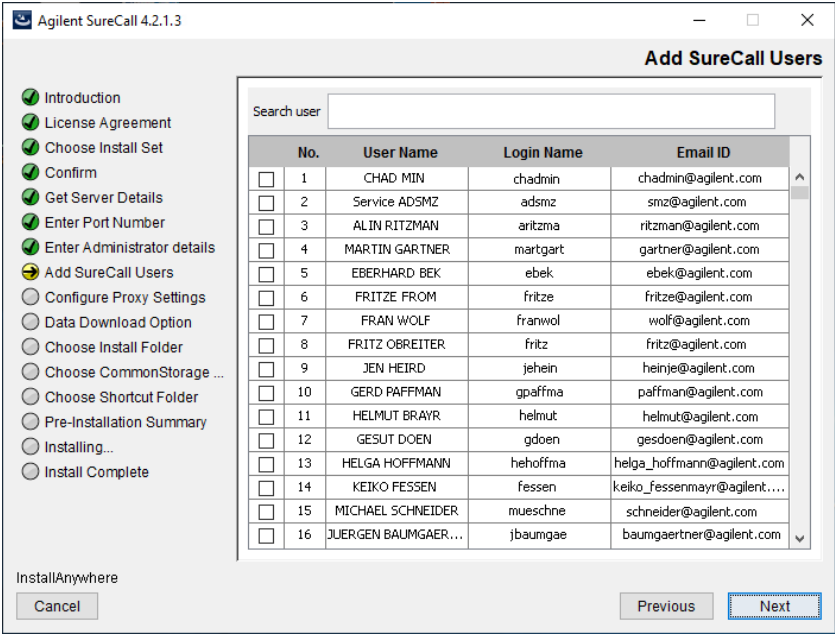 Agilent SureCall 4.2.1.3
Add SureCall Users
Introduction
License Agreement
Choose Install Set
Confirm
Get Server Details
Enter Port Number
Enter Administrator details
Add SureCall Users
Configure Proxy Settings
Data Download Option
Choose Install Folder
Choose CommonStorage ...
Choose Shortcut Folder
Pre-Installation Summary
Installing...
Install Complete
Search user
No. User Name Login Name Email ID
1 CHAD MIN chadmin chadmin@agilent.com
2 Service ADSMZ adsmz smz@agilent.com
3 ALIN RITZMAN aritzma ritzman@agilent.com
4 MARTIN GARTNER martgart gartner@agilent.com
5 EBERHARD BEK ebek ebek@agilent.com
6 FRITZE FROM fritze fritze@agilent.com
7 FRAN WOLF franwol wolf@agilent.com
8 FRITZ OBREITER fritz fritz@agilent.com
9 JEN HEIRD jehein heinje@agilent.com
10 GERD PAFFMAN gpaffma paffman@agilent.com
11 HELMUT BRAYR helmut helmut@agilent.com
12 GESUT DOEN gdoen gesdoen@agilent.com
13 HELGA HOFFMANN hehoffma helga_hoffmann@agilent.com
14 KEIKO FESSEN fessen keiko_fessenmayr@agilent....
15 MICHAEL SCHNEIDER mueschne schneider@agilent.com
16 JUERGEN BAUMGAER... jbaumgae baumgaertner@agilent.com
InstallAnywhere
Cancel Previous Next